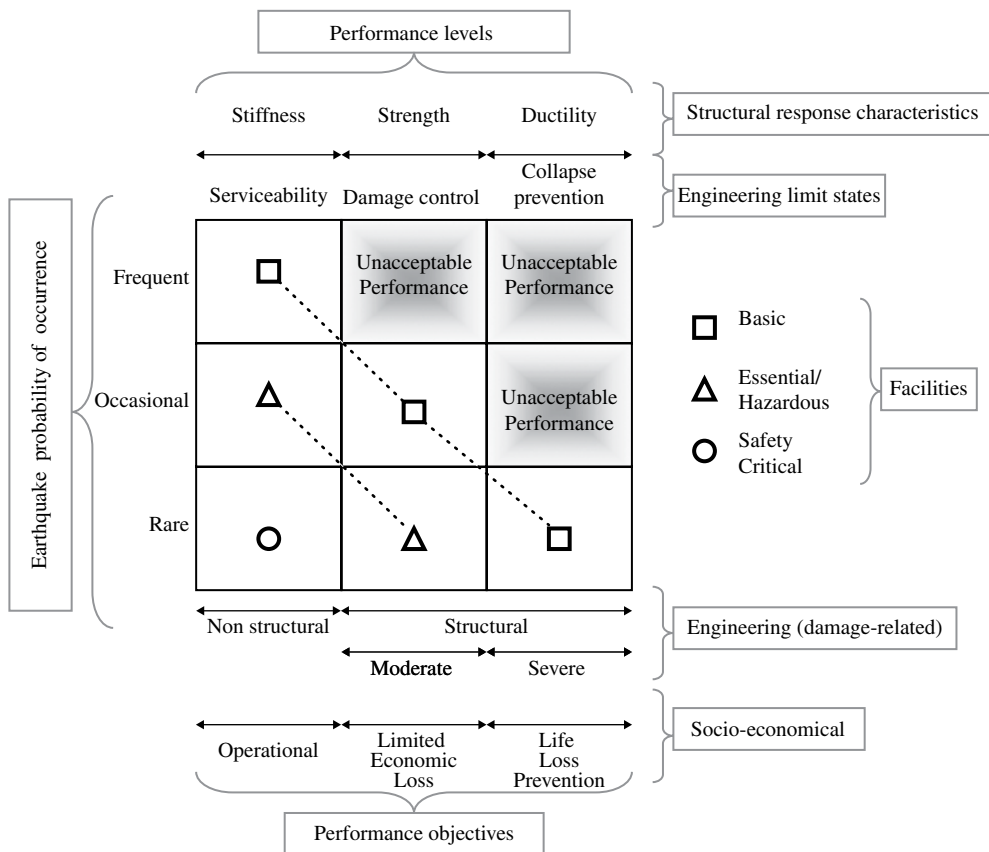 Performance levels
Stiffness
Strength
Ductility
Structural response characteristics
Serviceability
Damage control
Collapse
prevention
Engineering limit states
Earthquake probability of occurrence
Frequent
Unacceptable
Performance
Unacceptable
Performance
Occasional
Unacceptable
Performance
Rare
Basic
Essential/
Hazardous
Safety
Critical
Facilities
Non structural
Structural
Moderate
Severe
Engineering (damage-related)
Operational
Limited
Economic
Loss
Life
Loss
Prevention
Socio-economical
Performance objectives